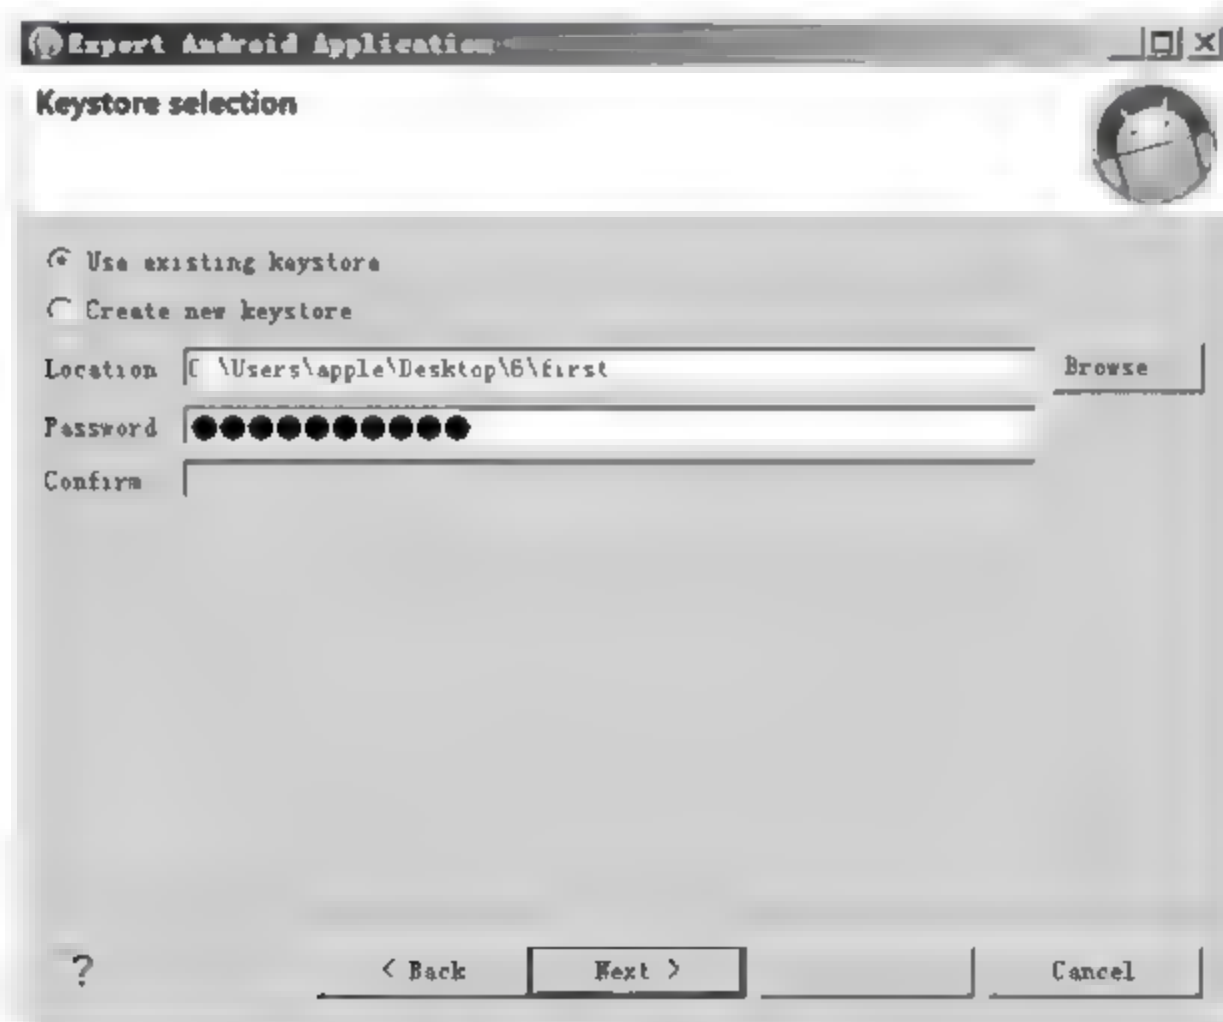 Export Android Application
Keystore selection
Use existing keystore
Create new keystore
Location C \Users\apple\Desktop\6\first Browse
Password ●●●●●●●●●●
Confirm
? < Back Next > Cancel